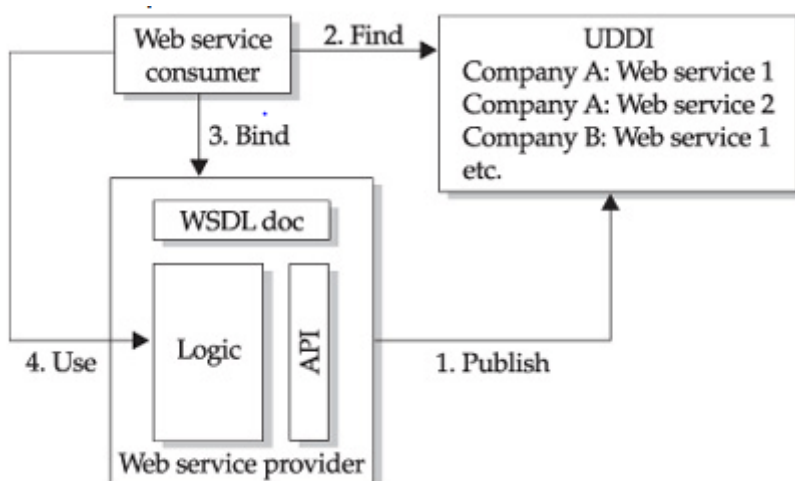 Web service
consumer
2. Find
UDDI
Company A: Web service 1
Company A: Web service 2
Company B: Web service 1
etc.
3. Bind
WSDL doc
Logic
API
4. Use
1. Publish
Web service provider